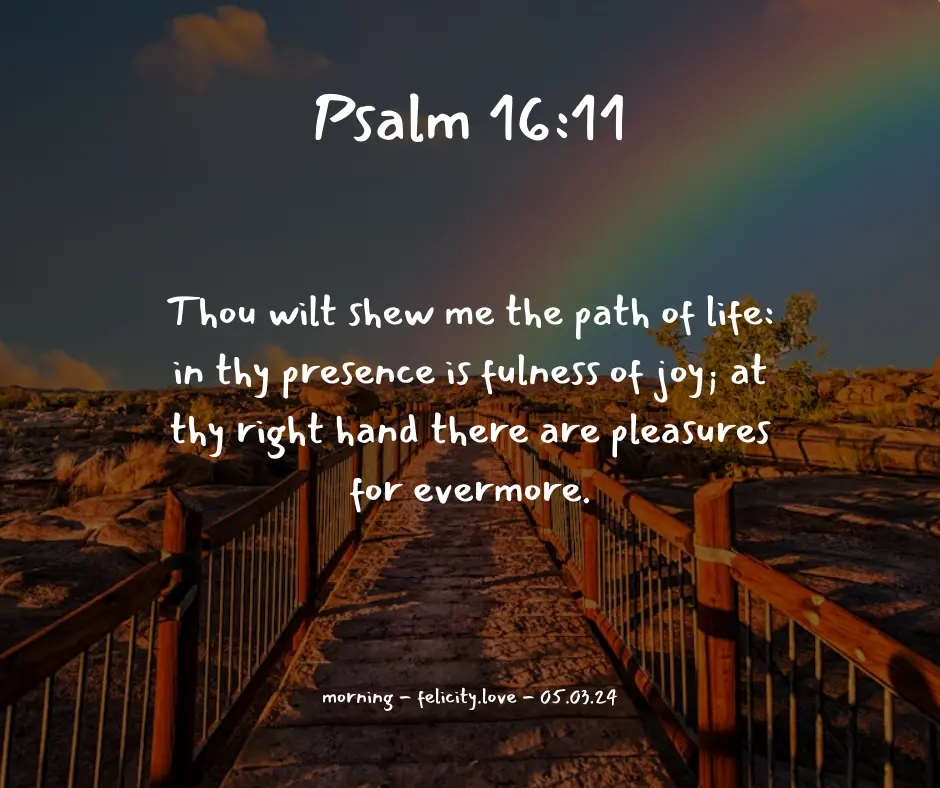 Psalm 16:11
Thou wilt shew me the path of life:
in thy presence is fulness of joy; at
thy right hand there are pleasures
for evermore.
morning - felicity.love - 05.03.24